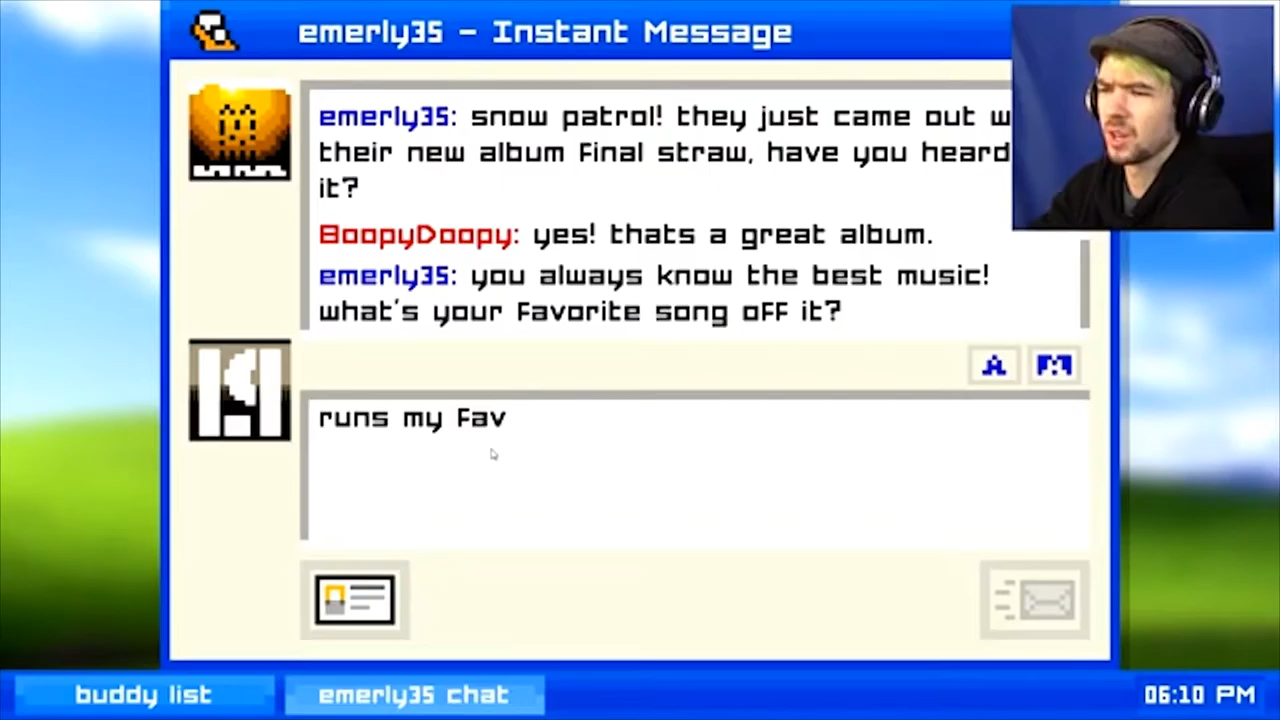 emerly35 - Instant Message
emerly35: snow patrol! they just came out w
their new album Final straw, have you heard
it?
BoopyDoopy: yes! thats a great album.
emerly35: you always know the best music!
what's your Favorite song oFF it?
A
runs my Fav
buddy list
emerly35 chat
06:10 PM